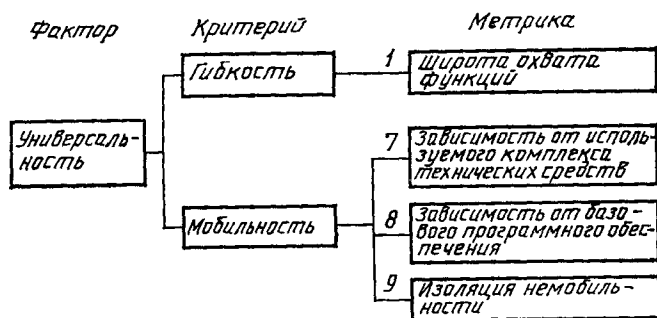 Фактор Критерий Метрика
Гибкость 1 Широта охвата
функций
Универсаль-
ность
7 Зависимость от исполь-
зуемого комплекса
технических средств
Мобильность 8 Зависимость от базо-
вого программного обес-
печения
9 Изоляция немобиль-
ности